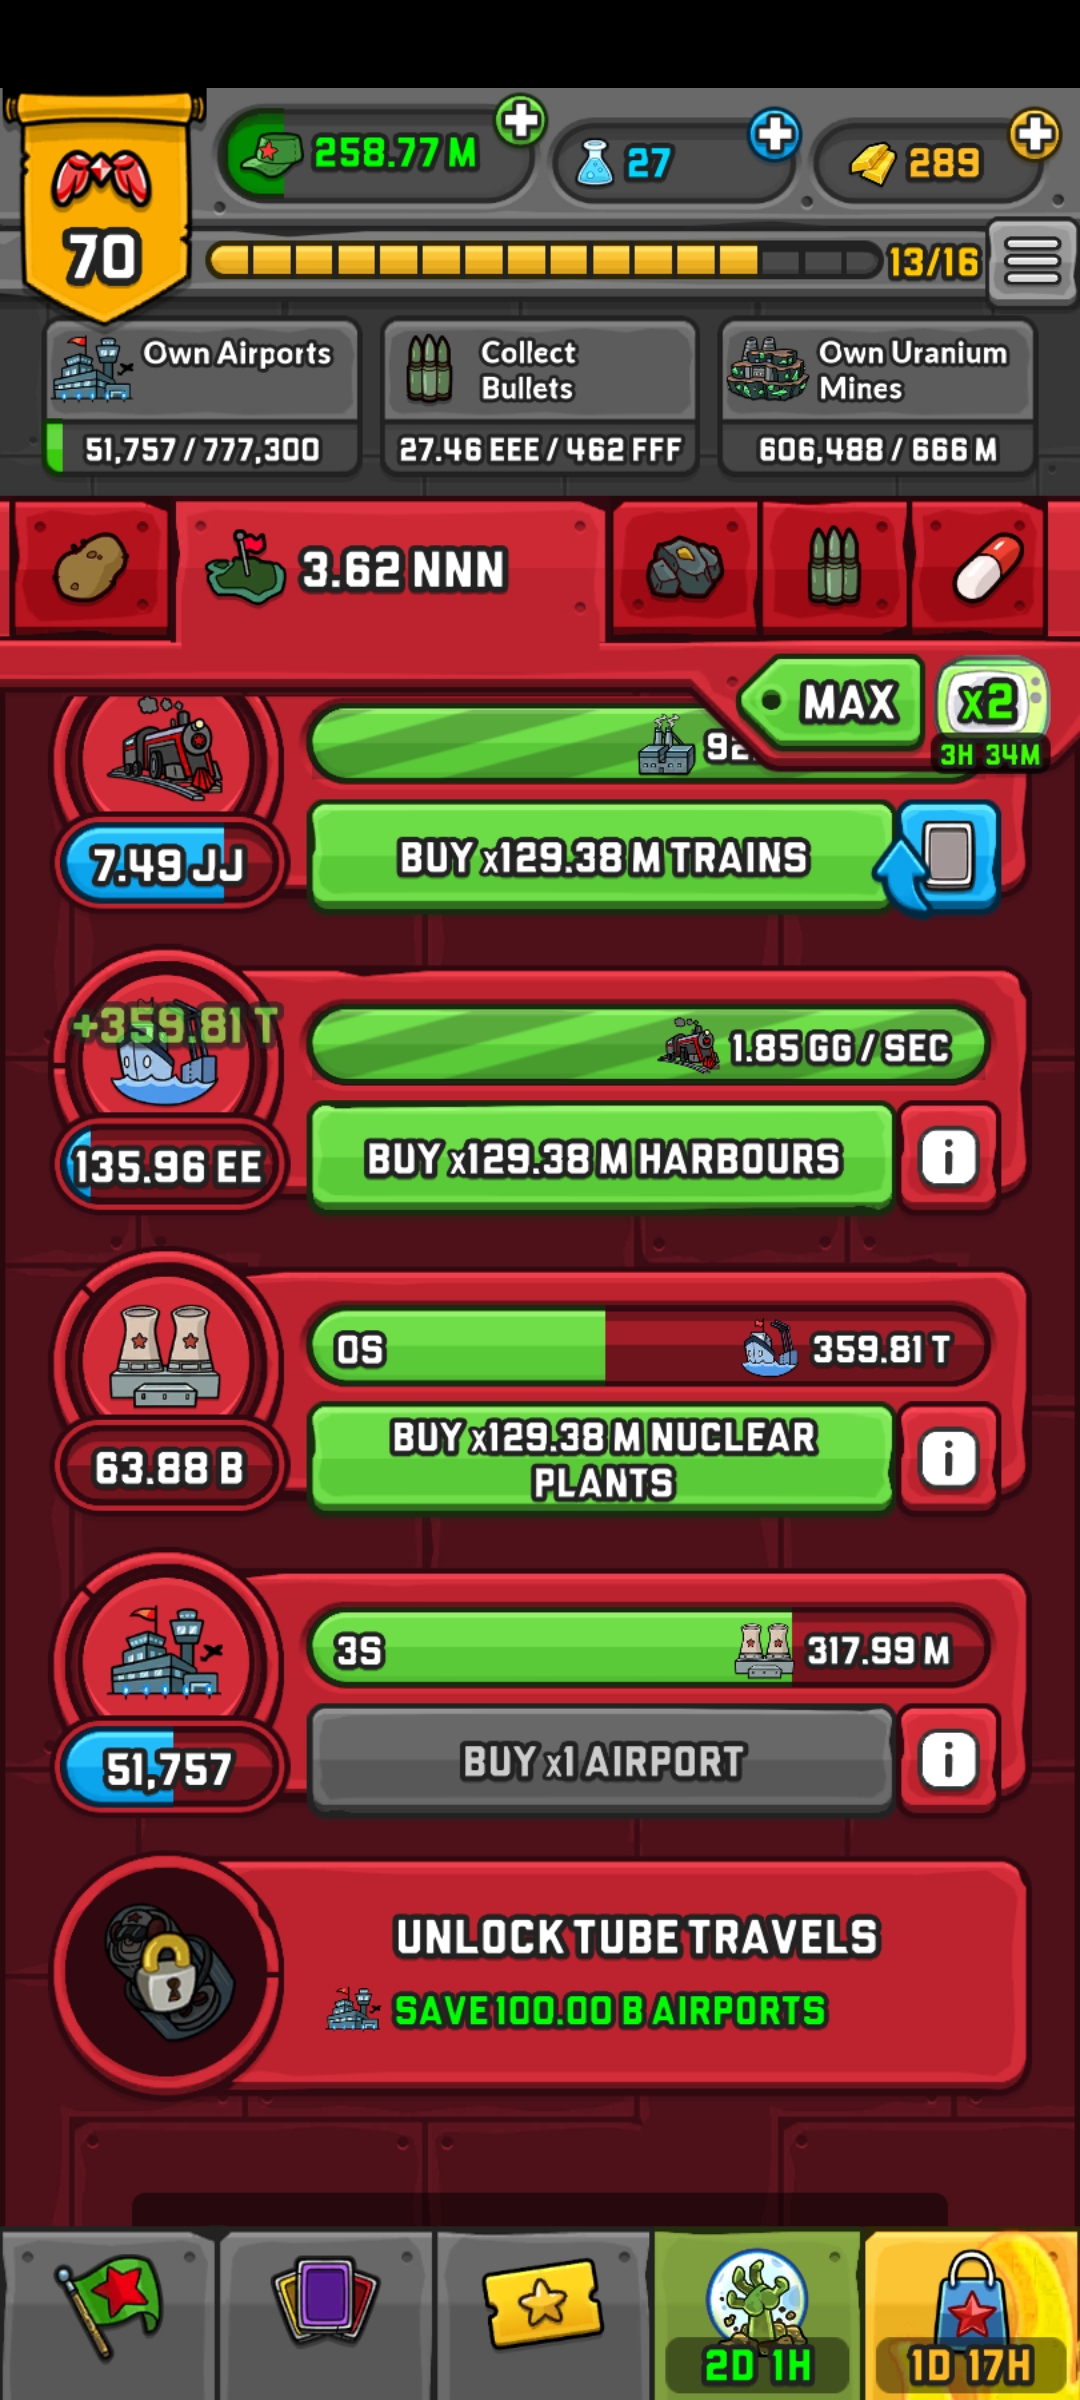 258.77 M
27
289
70
13/16
Own Airports
51,757 / 777,300
Collect
Bullets
27.46 EEE / 462 FFF
Own Uranium
Mines
606,488 / 666 M
3.62 NNN
MAX
x2
3H 34M
92
7.49 JJ
BUY x129.38 M TRAINS
+359.81 T
1.85 GG / SEC
135.96 EE
BUY x129.38 M HARBOURS
i
0S
359.81 T
63.88 B
BUY x129.38 M NUCLEAR
PLANTS
i
3S
317.99 M
51,757
BUY x1 AIRPORT
i
UNLOCK TUBE TRAVELS
SAVE 100.00 B AIRPORTS
2D 1H
1D 17H